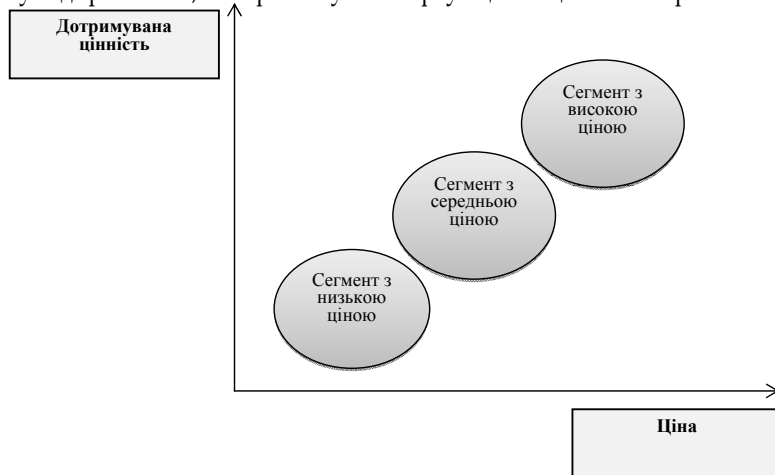 Дотримувана
цінність
Сегмент з
високою
ціною
Сегмент з
середньою
ціною
Сегмент з
низькою
ціною
Ціна